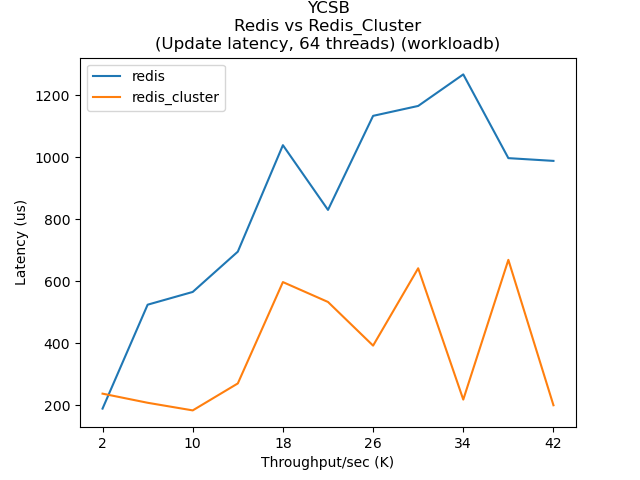 YCSB
Redis vs Redis_Cluster
(Update latency, 64 threads) (workloadb)
redis
redis_cluster
Latency (us)
1200
1000
800
600
400
200
2 10 18 26 34 42
Throughput/sec (K)